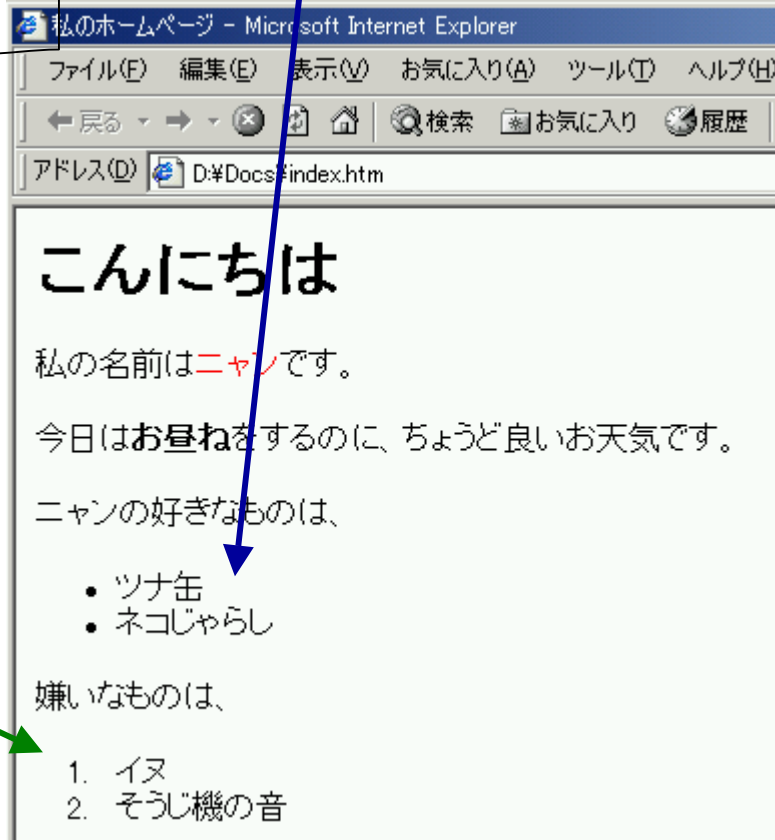 私のホームページ - Microsoft Internet Explorer
ファイル(F) 編集(E) 表示(V) お気に入り(A) ツール(T) ヘルプ(H)
戻る 検索 お気に入り 履歴
アドレス(D) D:¥Docs¥index.htm
こんにちは
私の名前はニャンです。
今日はお昼ねをするのに、ちょうど良いお天気です。
ニャンの好きなものは、
• ツナ缶
• ネコじゃらし
嫌いなものは、
1. イヌ
2. そうじ機の音